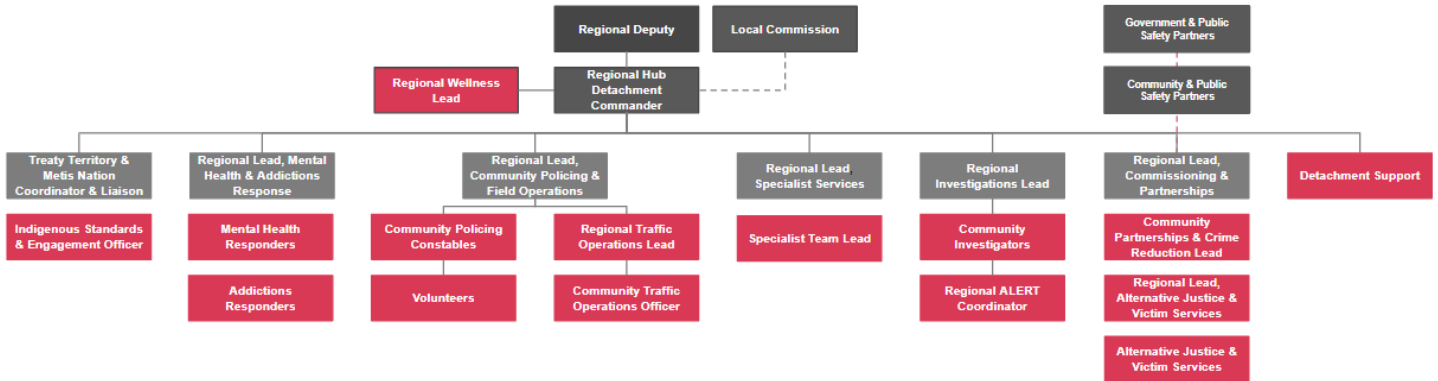 Regional Deputy
Local Commission
Government & Public
Safety Partners
Regional Wellness
Lead
Regional Hub
Detachment
Commander
Community & Public
Safety Partners
Treaty Territory &
Metis Nation
Coordinator & Liaison
Regional Lead, Mental
Health & Addictions
Response
Regional Lead,
Community Policing &
Field Operations
Regional Lead,
Specialist Services
Regional
Investigations Lead
Regional Lead,
Commissioning &
Partnerships
Detachment Support
Indigenous Standards
& Engagement Officer
Mental Health
Responders
Community Policing
Constables
Regional Traffic
Operations Lead
Specialist Team Lead
Community
Investigators
Community
Partnerships & Crime
Reduction Lead
Addictions
Responders
Volunteers
Community Traffic
Operations Officer
Regional ALERT
Coordinator
Regional Lead,
Alternative Justice &
Victim Services
Alternative Justice &
Victim Services